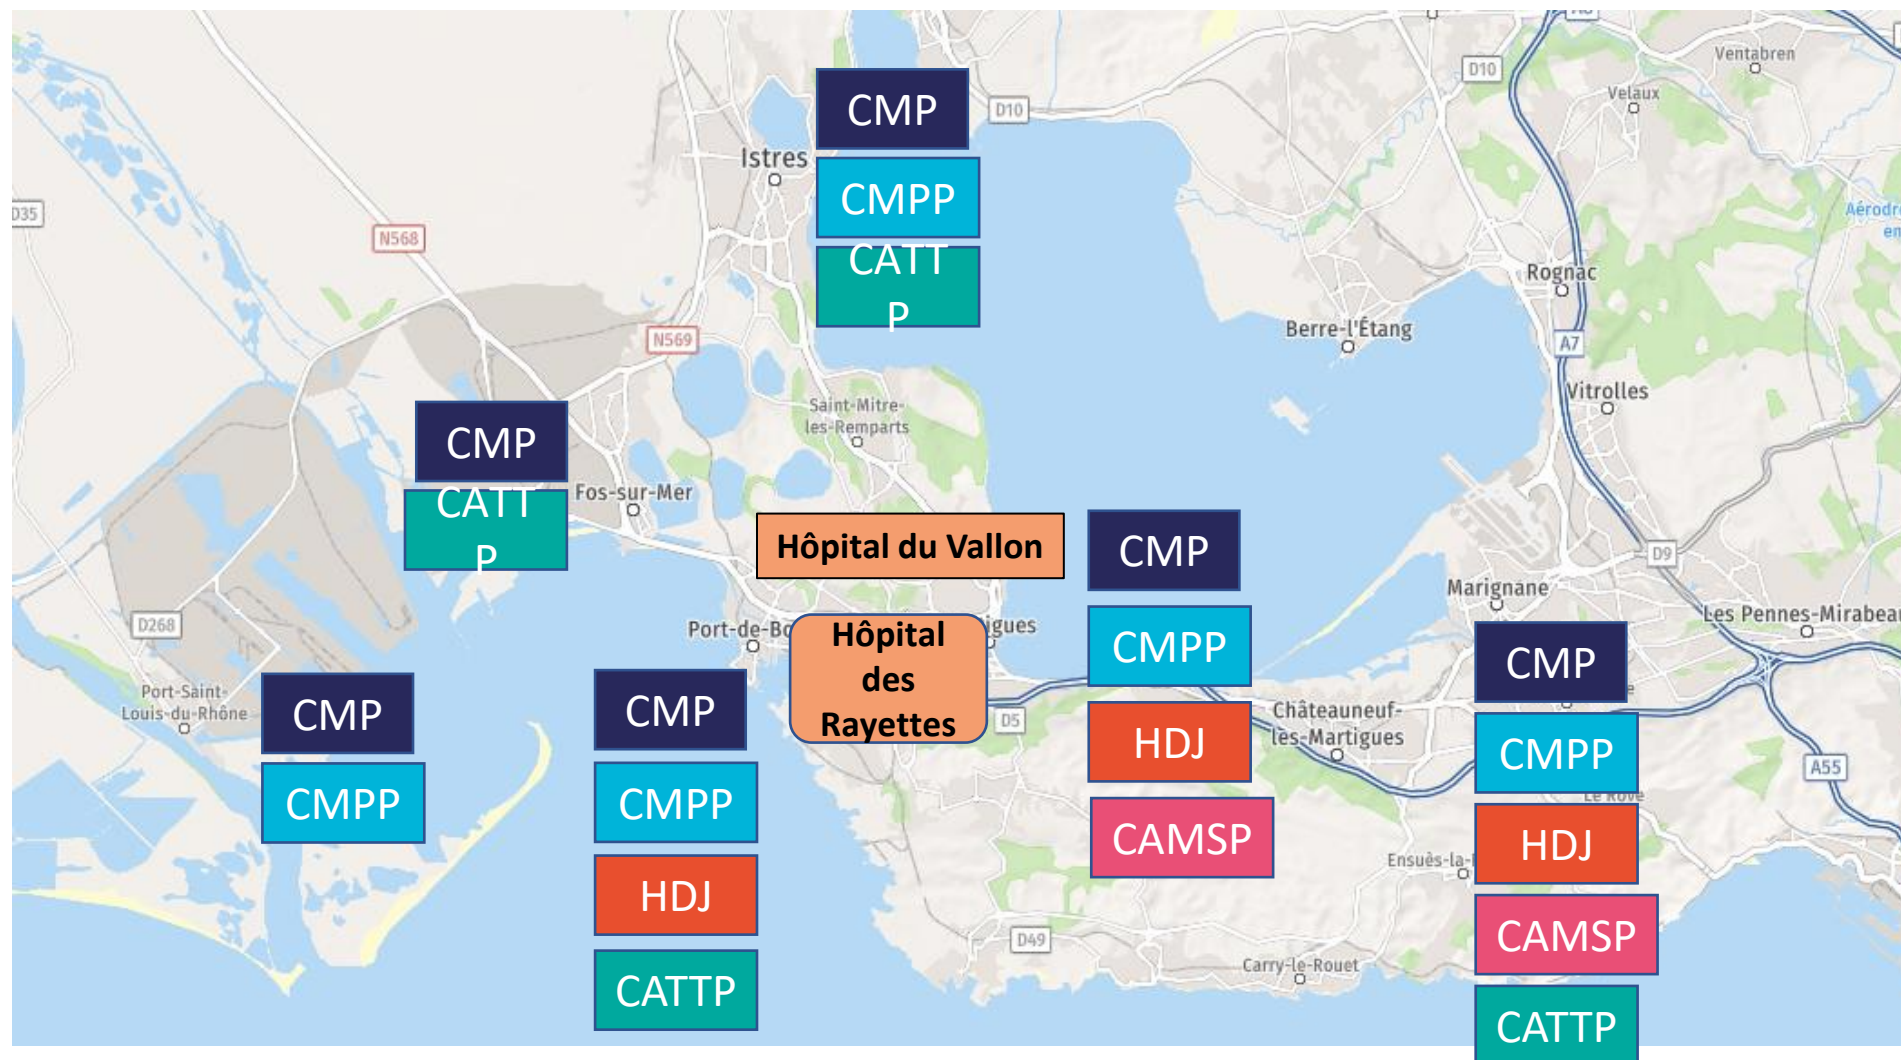 Ventabren
D10
Velaux
CMP
D10
Istres
CMPP
D35
N568
CATT
P
Rognac
Berre-l'Étang
N569
A7
Vitrolles
Saint-Mitre-
les-Remparts
CMP
Fos-sur-Mer
CATT
P
Hôpital du Vallon
CMP
D9
Marignane
Les Pennes-Mirabeau
D268
Port-de-Bo
Hôpital
des
Rayettes
igues
CMPP
CMP
Port-Saint-
Louis-du-Rhône
CMP
CMP
D5
Châteauneuf-
les-Martigues
HDJ
CMPP
A55
CMPP
CMPP
Le Rove
CAMSP
HDJ
Ensuès-la-
HDJ
CAMSP
D49
Carry-le-Rouet
CATTP
CATTP